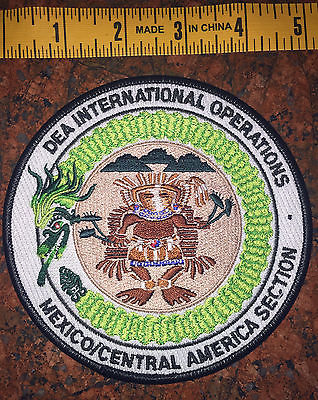 1 2 MADE 3 IN CHINA 4 5
DEA INTERNATIONAL OPERATIONS
MEXICO/CENTRAL AMERICA SECTION